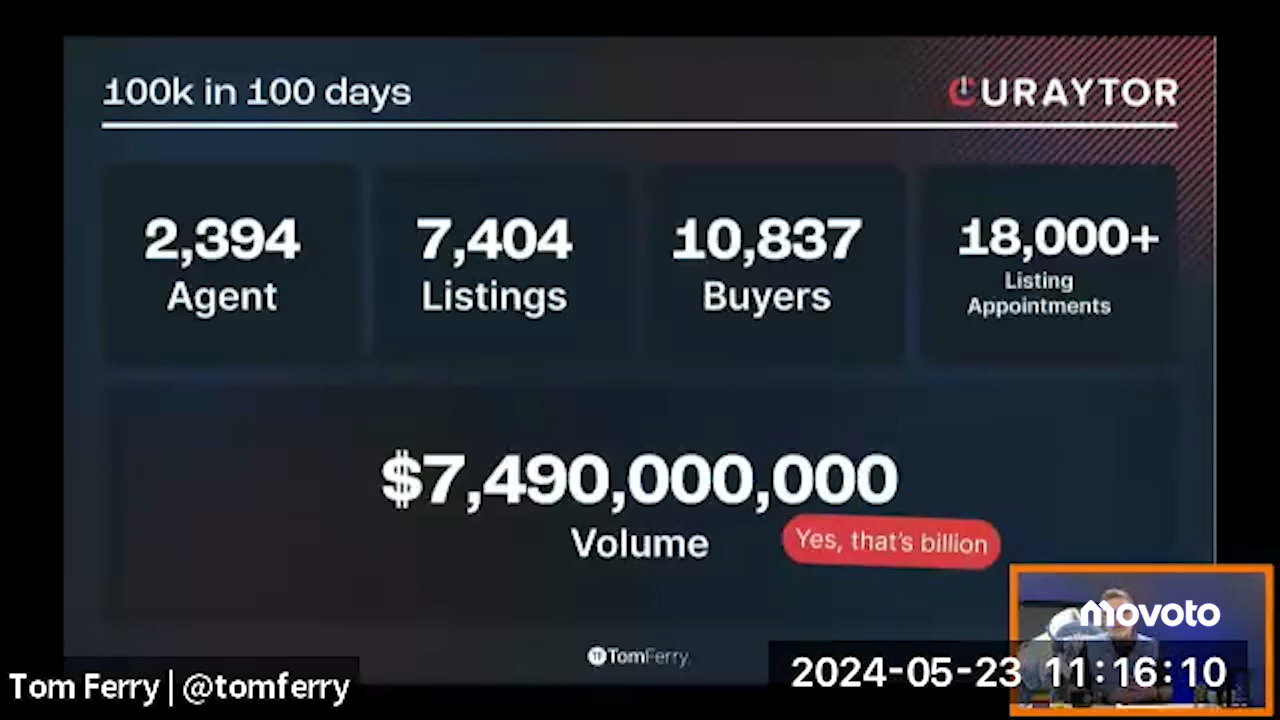 100k in 100 days
CURAYTOR
2,394
Agent
7,404
Listings
10,837
Buyers
18,000+
Listing
Appointments
$7,490,000,000
Volume
Yes, that's billion
TomFerry
movoto
2024-05-23 11:16:10
Tom Ferry | @tomferry